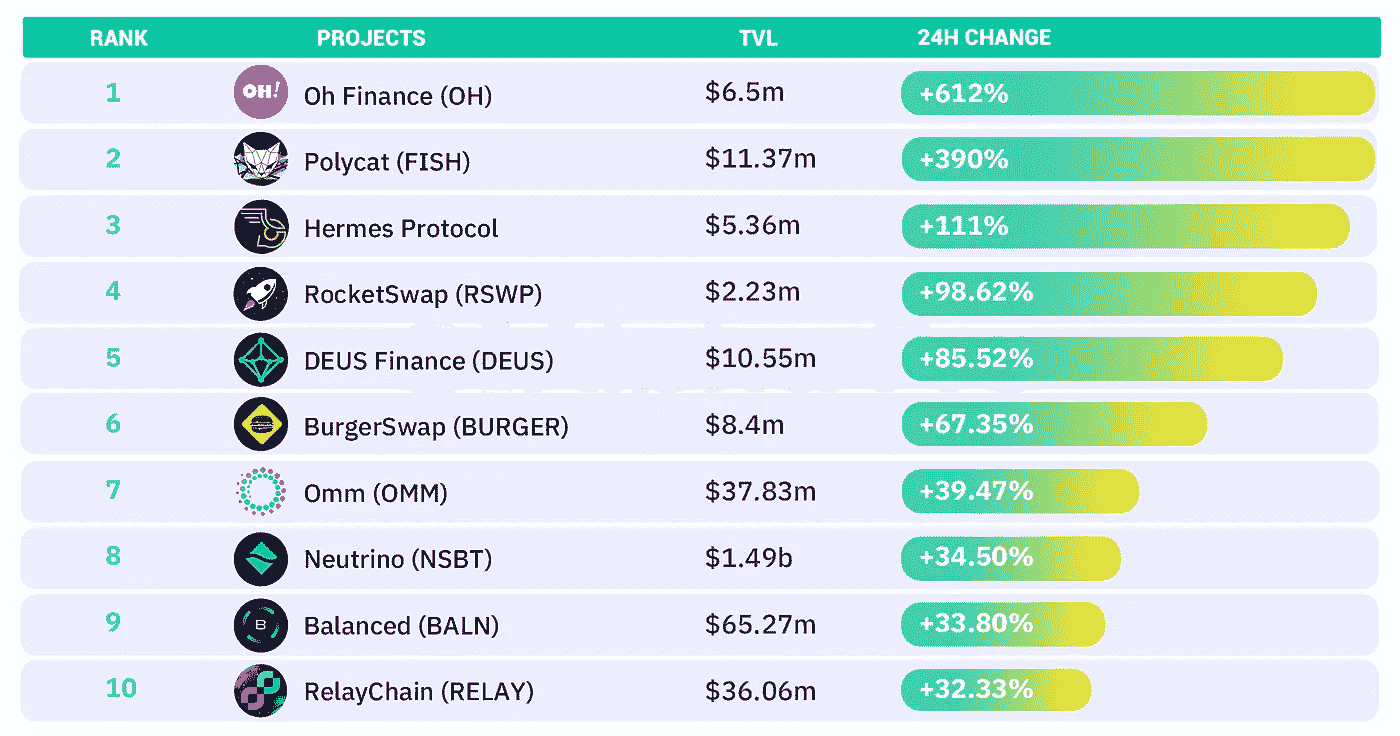 RANK PROJECTS TVL 24H CHANGE
1 OH! Oh Finance (OH) $6.5m +612%
2 Polycat (FISH) $11.37m +390%
3 Hermes Protocol $5.36m +111%
4 RocketSwap (RSWP) $2.23m +98.62%
5 DEUS Finance (DEUS) $10.55m +85.52%
6 BurgerSwap (BURGER) $8.4m +67.35%
7 Omm (OMM) $37.83m +39.47%
8 Neutrino (NSBT) $1.49b +34.50%
9 B Balanced (BALN) $65.27m +33.80%
10 RelayChain (RELAY) $36.06m +32.33%